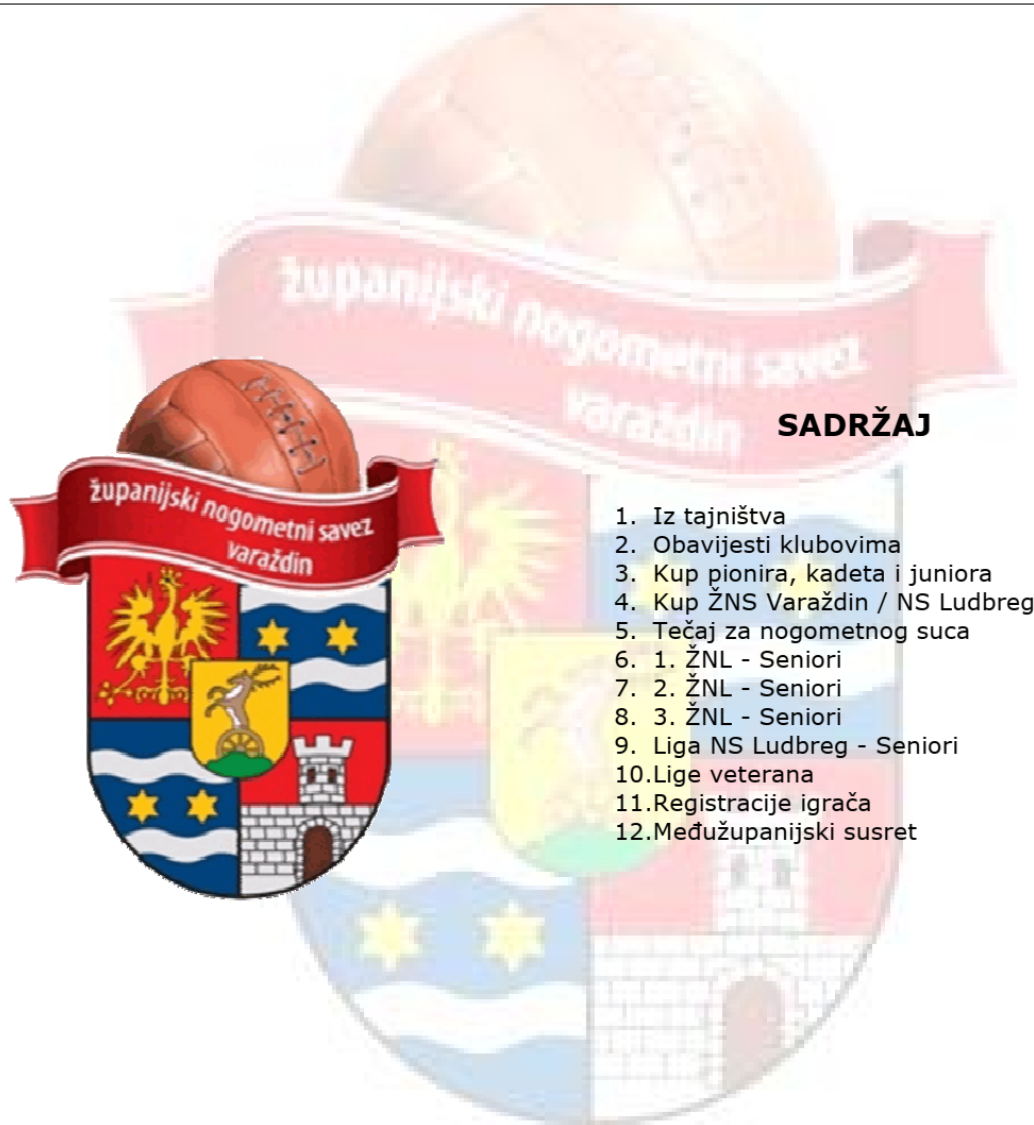 županijski nogometni savez
varaždin
SADRŽAJ
županijski nogometni savez
varaždin
1. Iz tajništva
2. Obavijesti klubovima
3. Kup pionira, kadeta i juniora
4. Kup ŽNS Varaždin / NS Ludbreg
5. Tečaj za nogometnog suca
6. 1. ŽNL - Seniori
7. 2. ŽNL - Seniori
8. 3. ŽNL - Seniori
9. Liga NS Ludbreg - Seniori
10.Lige veterana
11.Registracije igrača
12.Međužupanijski susret